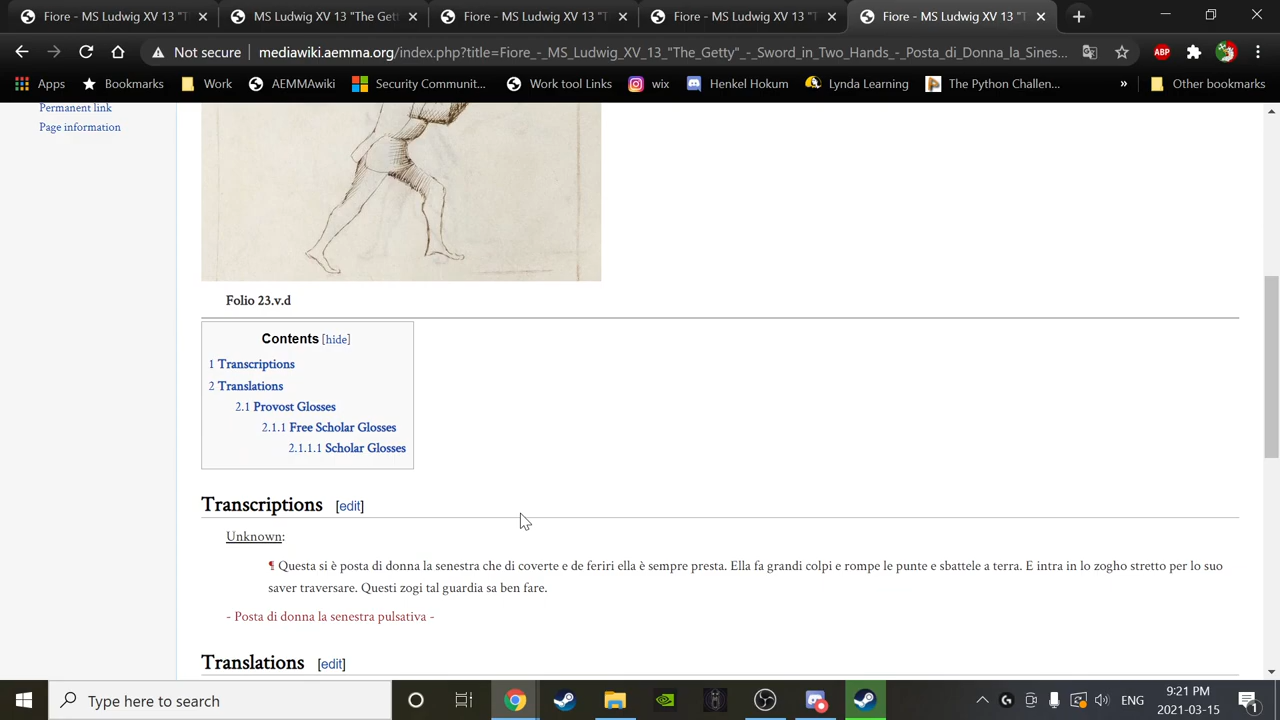 Fiore - MS Ludwig XV 13 "T
MS Ludwig XV 13 "The Getty"
Fiore - MS Ludwig XV 13 "T
Fiore - MS Ludwig XV 13 "T
Fiore - MS Ludwig XV 13 "T
Not secure mediawiki.aemma.org/index.php?title=Fiore_-_MS_Ludwig_XV_13_"The_Getty"_-_Sword_in_Two_Hands_-_Posta_di_Donna_la_Sines...
ABP
Apps Bookmarks Work AEMMAwiki Security Communit... Work tool Links wix Henkel Hokum Lynda Learning The Python Challen... » Other bookmarks
Permanent link
Page information
Folio 23.v.d
Contents [hide]
1 Transcriptions
2 Translations
2.1 Provost Glosses
2.1.1 Free Scholar Glosses
2.1.1.1 Scholar Glosses
Transcriptions [edit]
Unknown:
¶ Questa si è posta di donna la senestra che di coverte e de feriri ella è sempre presta. Ella fa grandi colpi e rompe le punte e sbattele a terra. E intra in lo zogho stretto per lo suo
saver traversare. Questi zogi tal guardia sa ben fare.
- Posta di donna la senestra pulsativa -
Translations [edit]
Type here to search
ENG
9:21 PM
2021-03-15
1